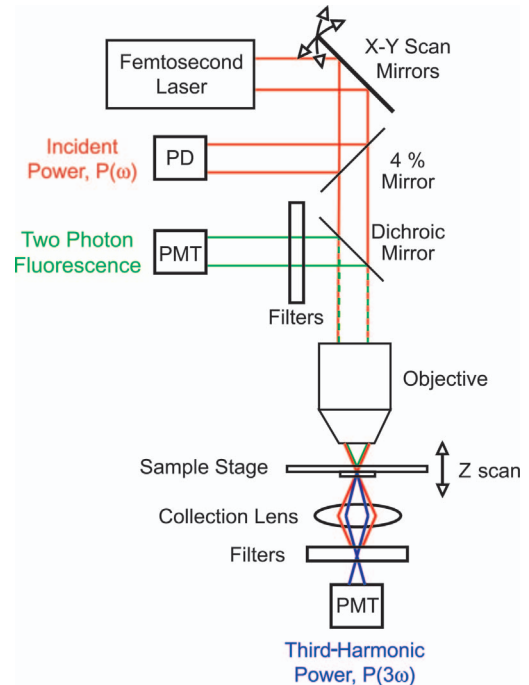 X-Y Scan
Mirrors
Femtosecond
Laser
Incident
Power, P(ω)
PD
4 %
Mirror
Two Photon
Fluorescence
PMT
Dichroic
Mirror
Filters
Objective
Sample Stage
Z scan
Collection Lens
Filters
PMT
Third-Harmonic
Power, P(3ω)